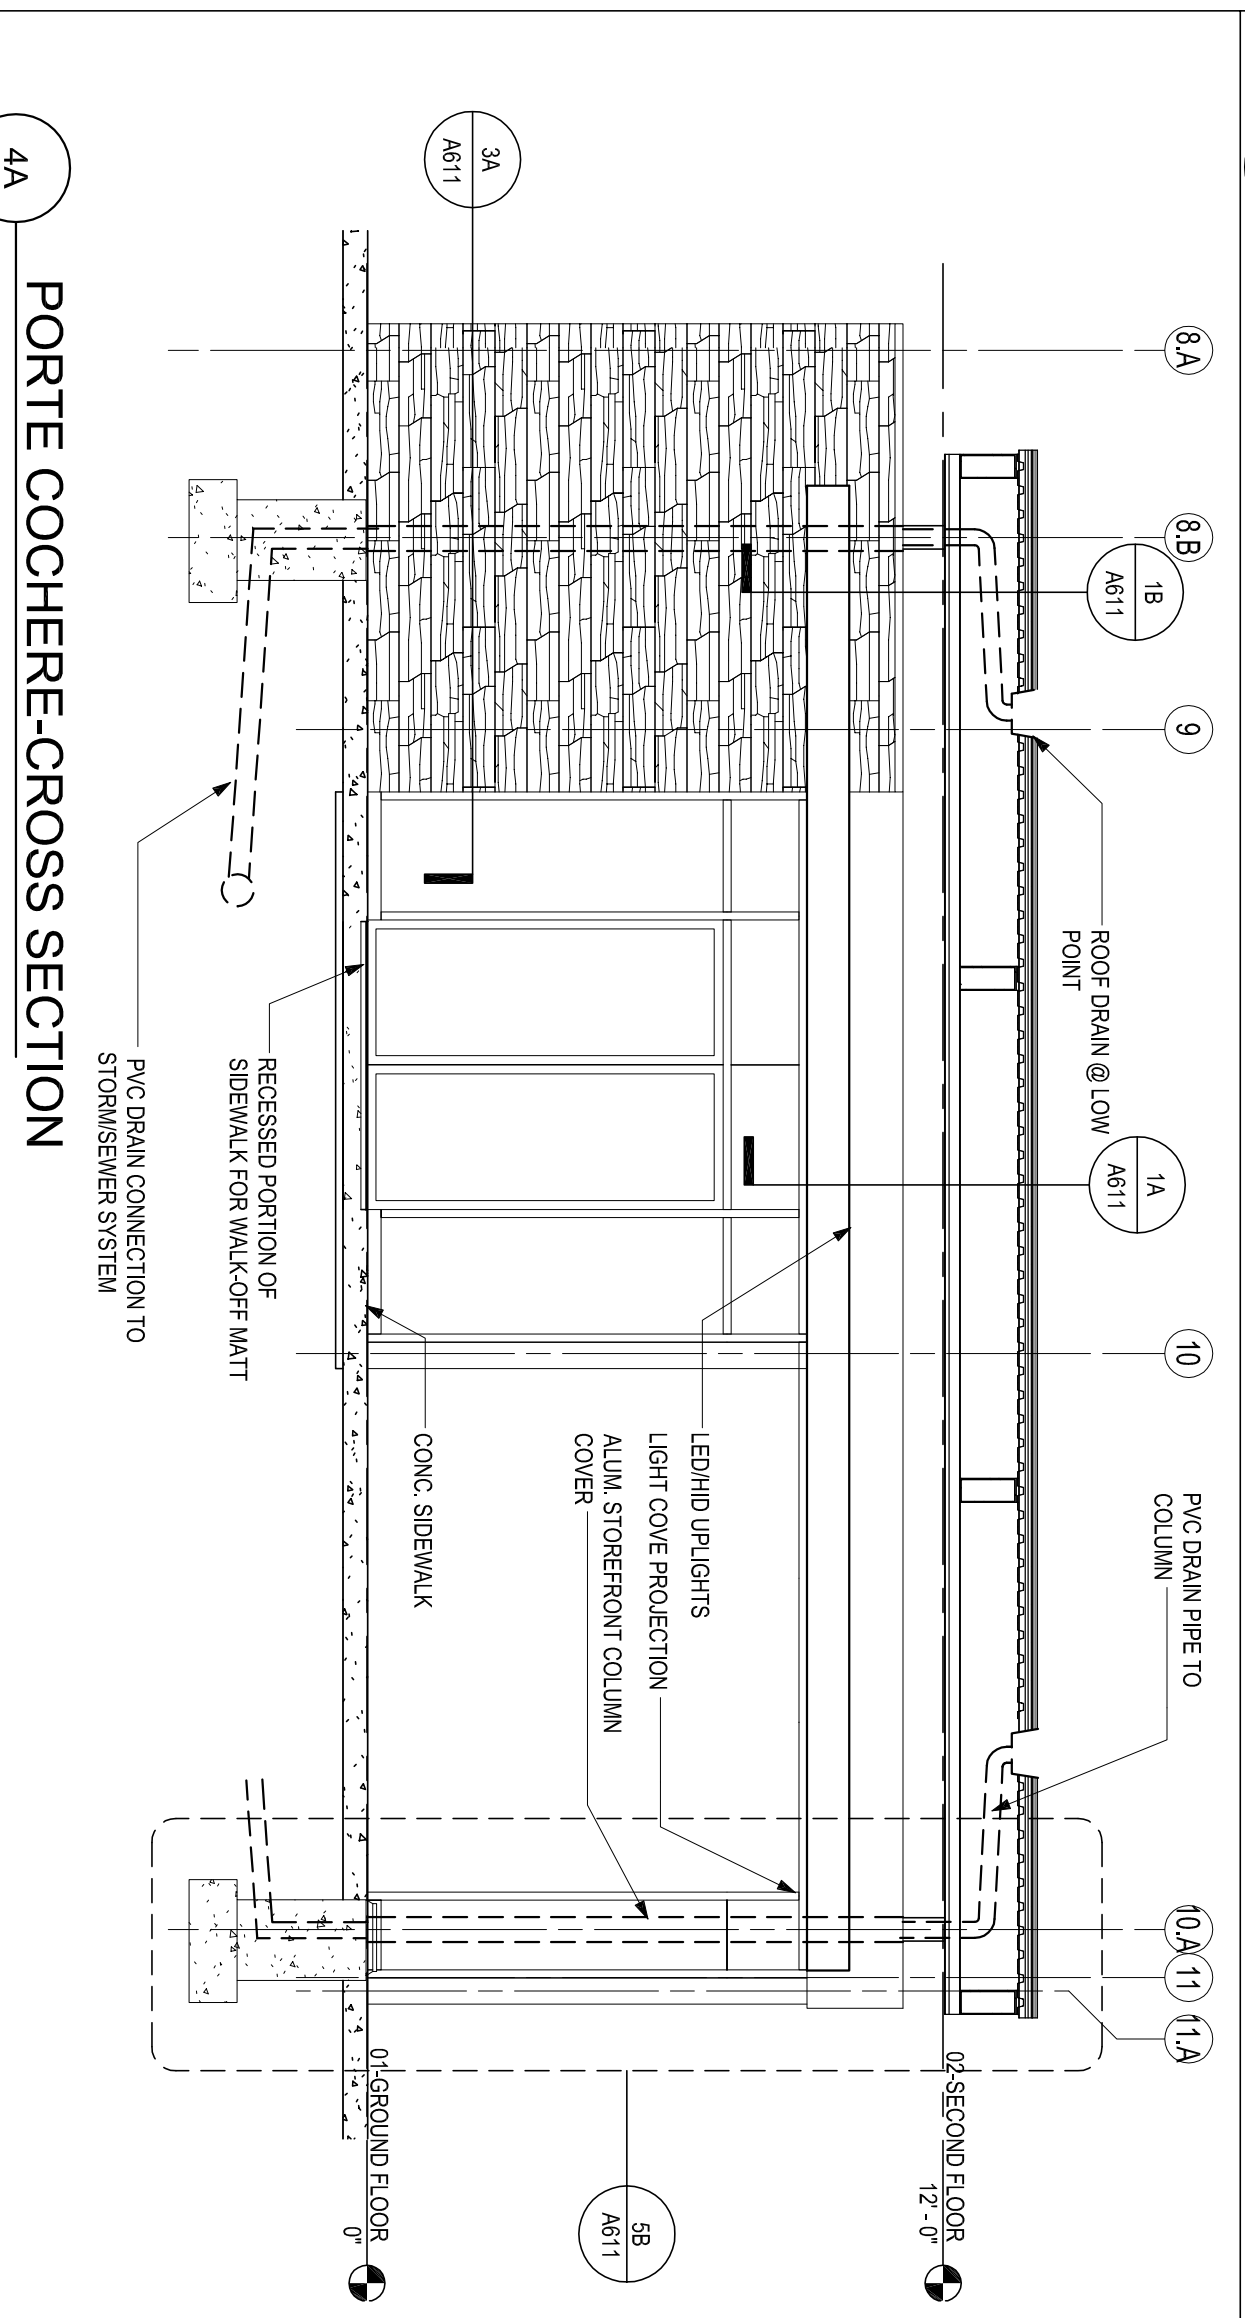 8.A
8.B
9
10
10.A
11
11.A
1B
A611
1A
A611
PVC DRAIN PIPE TO
COLUMN
ROOF DRAIN @ LOW
POINT
02-SECOND FLOOR
12' - 0"
LED/HID UPLIGHTS
LIGHT COVE PROJECTION
ALUM. STOREFRONT COLUMN
COVER
5B
A611
3A
A611
CONC. SIDEWALK
01-GROUND FLOOR
0"
RECESSED PORTION OF
SIDEWALK FOR WALK-OFF MATT
PVC DRAIN CONNECTION TO
STORM/SEWER SYSTEM
4A
PORTE COCHERE-CROSS SECTION